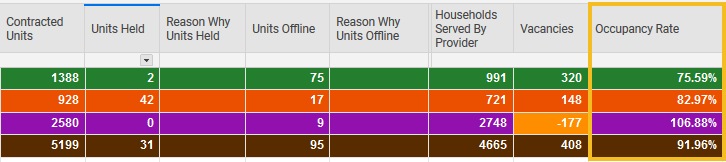 Contracted Units Units Held Reason Why Units Held Units Offline Reason Why Units Offline Households Served By Provider Vacancies Occupancy Rate
1388 2 75 991 320 75.59%
928 42 17 721 148 82.97%
2580 0 9 2748 -177 106.88%
5199 31 95 4665 408 91.96%